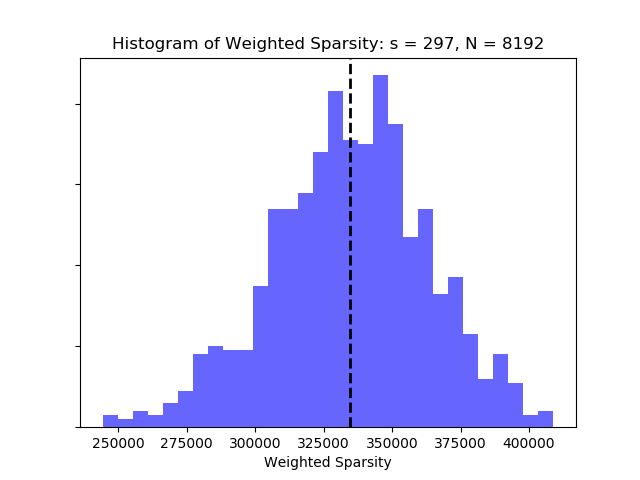 Histogram of Weighted Sparsity: s = 297, N = 8192
250000 275000 300000 325000 350000 375000 400000
Weighted Sparsity